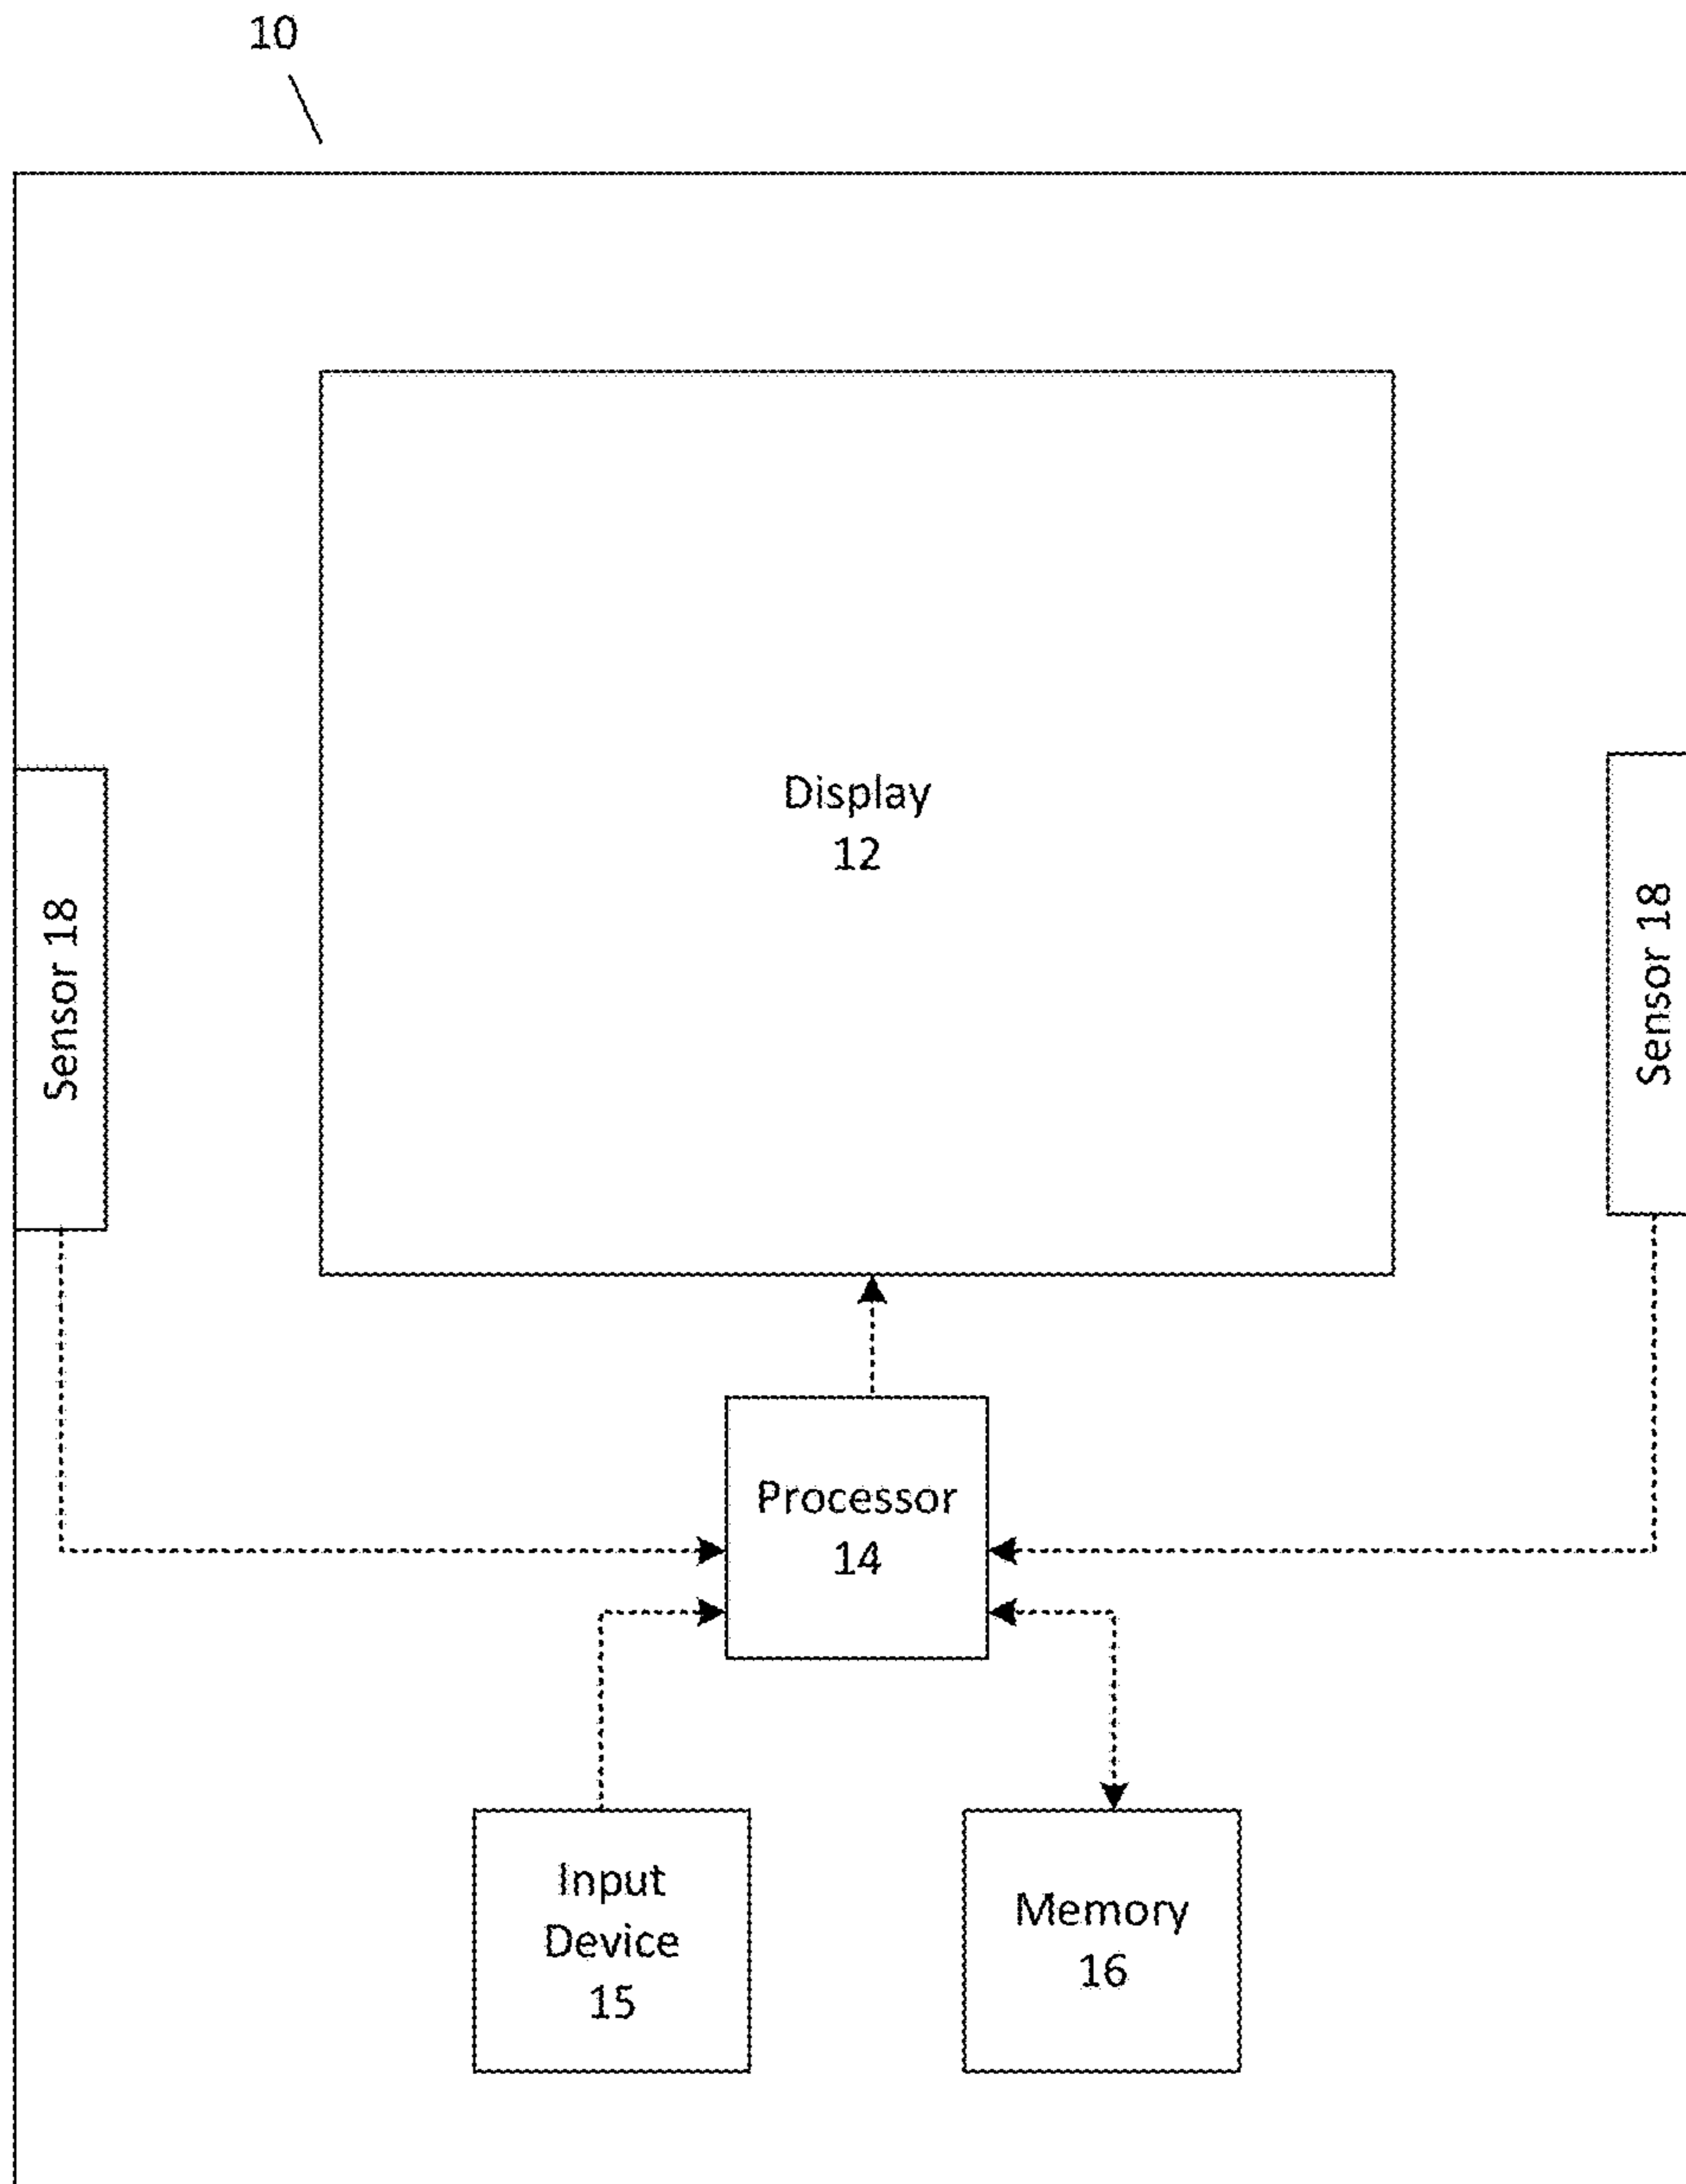 10
Display
12
Sensor 18
Sensor 18
Processor
14
Input
Device
15
Memory
16